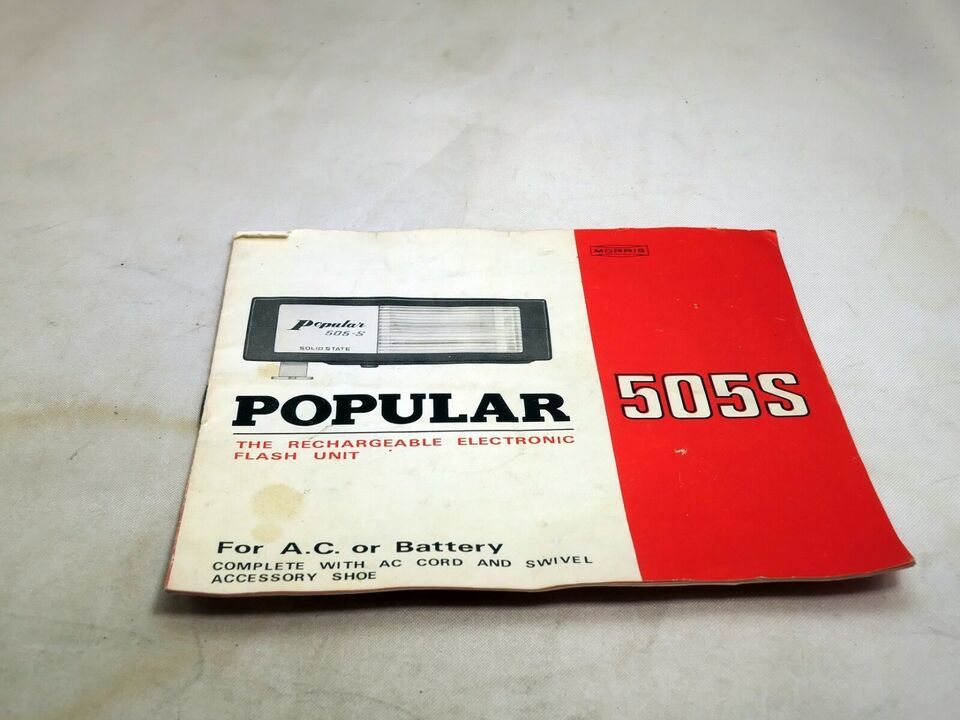 MORRIS
Popular
505-S
SOLID STATE
POPULAR
505S
THE RECHARGEABLE ELECTRONIC
FLASH UNIT
For A.C. or Battery
COMPLETE WITH AC CORD AND SWIVEL
ACCESSORY SHOE